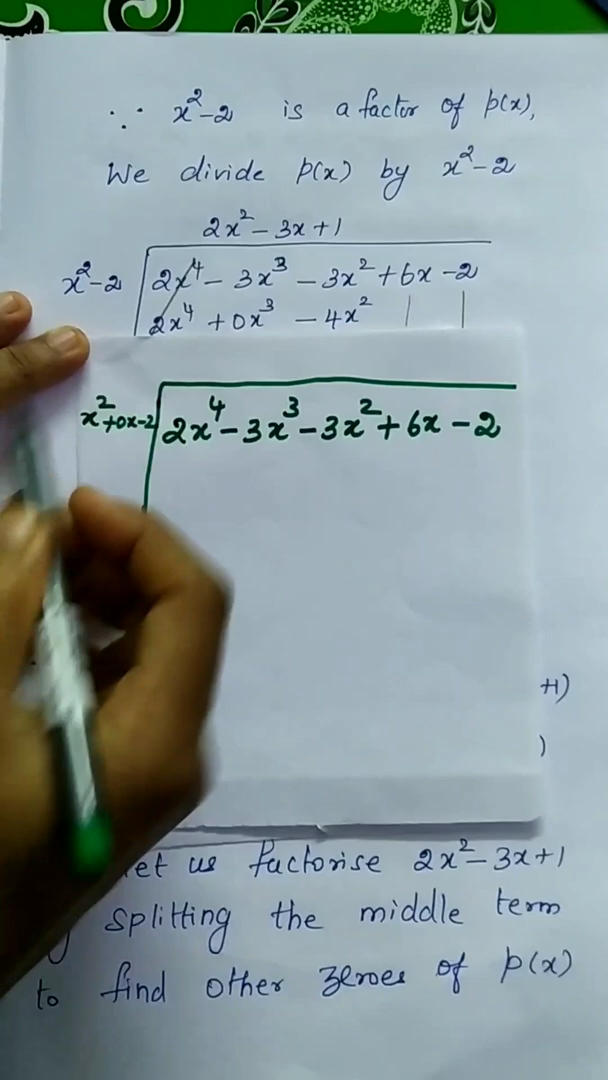 ∵ x²-2 is a factor of p(x),
We divide p(x) by x²-2
2x² - 3x + 1
x²-2 2x⁴ - 3x³ - 3x² + 6x - 2
2x⁴ + 0x³ - 4x²
x²+0x-2 2x⁴ - 3x³ - 3x² + 6x - 2
+1)
)
let us factorise 2x² - 3x + 1
splitting the middle term
to find other zeroes of p(x)